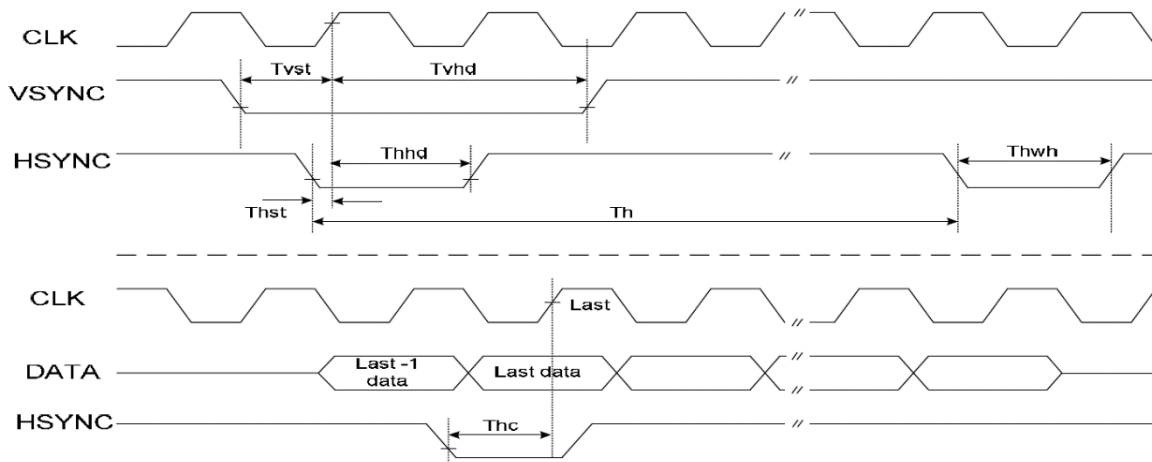 CLK
Tvst Tvhd
VSYNC
HSYNC Thhd Thwh
Thst Th
CLK Last
DATA Last -1 data Last data
HSYNC Thc